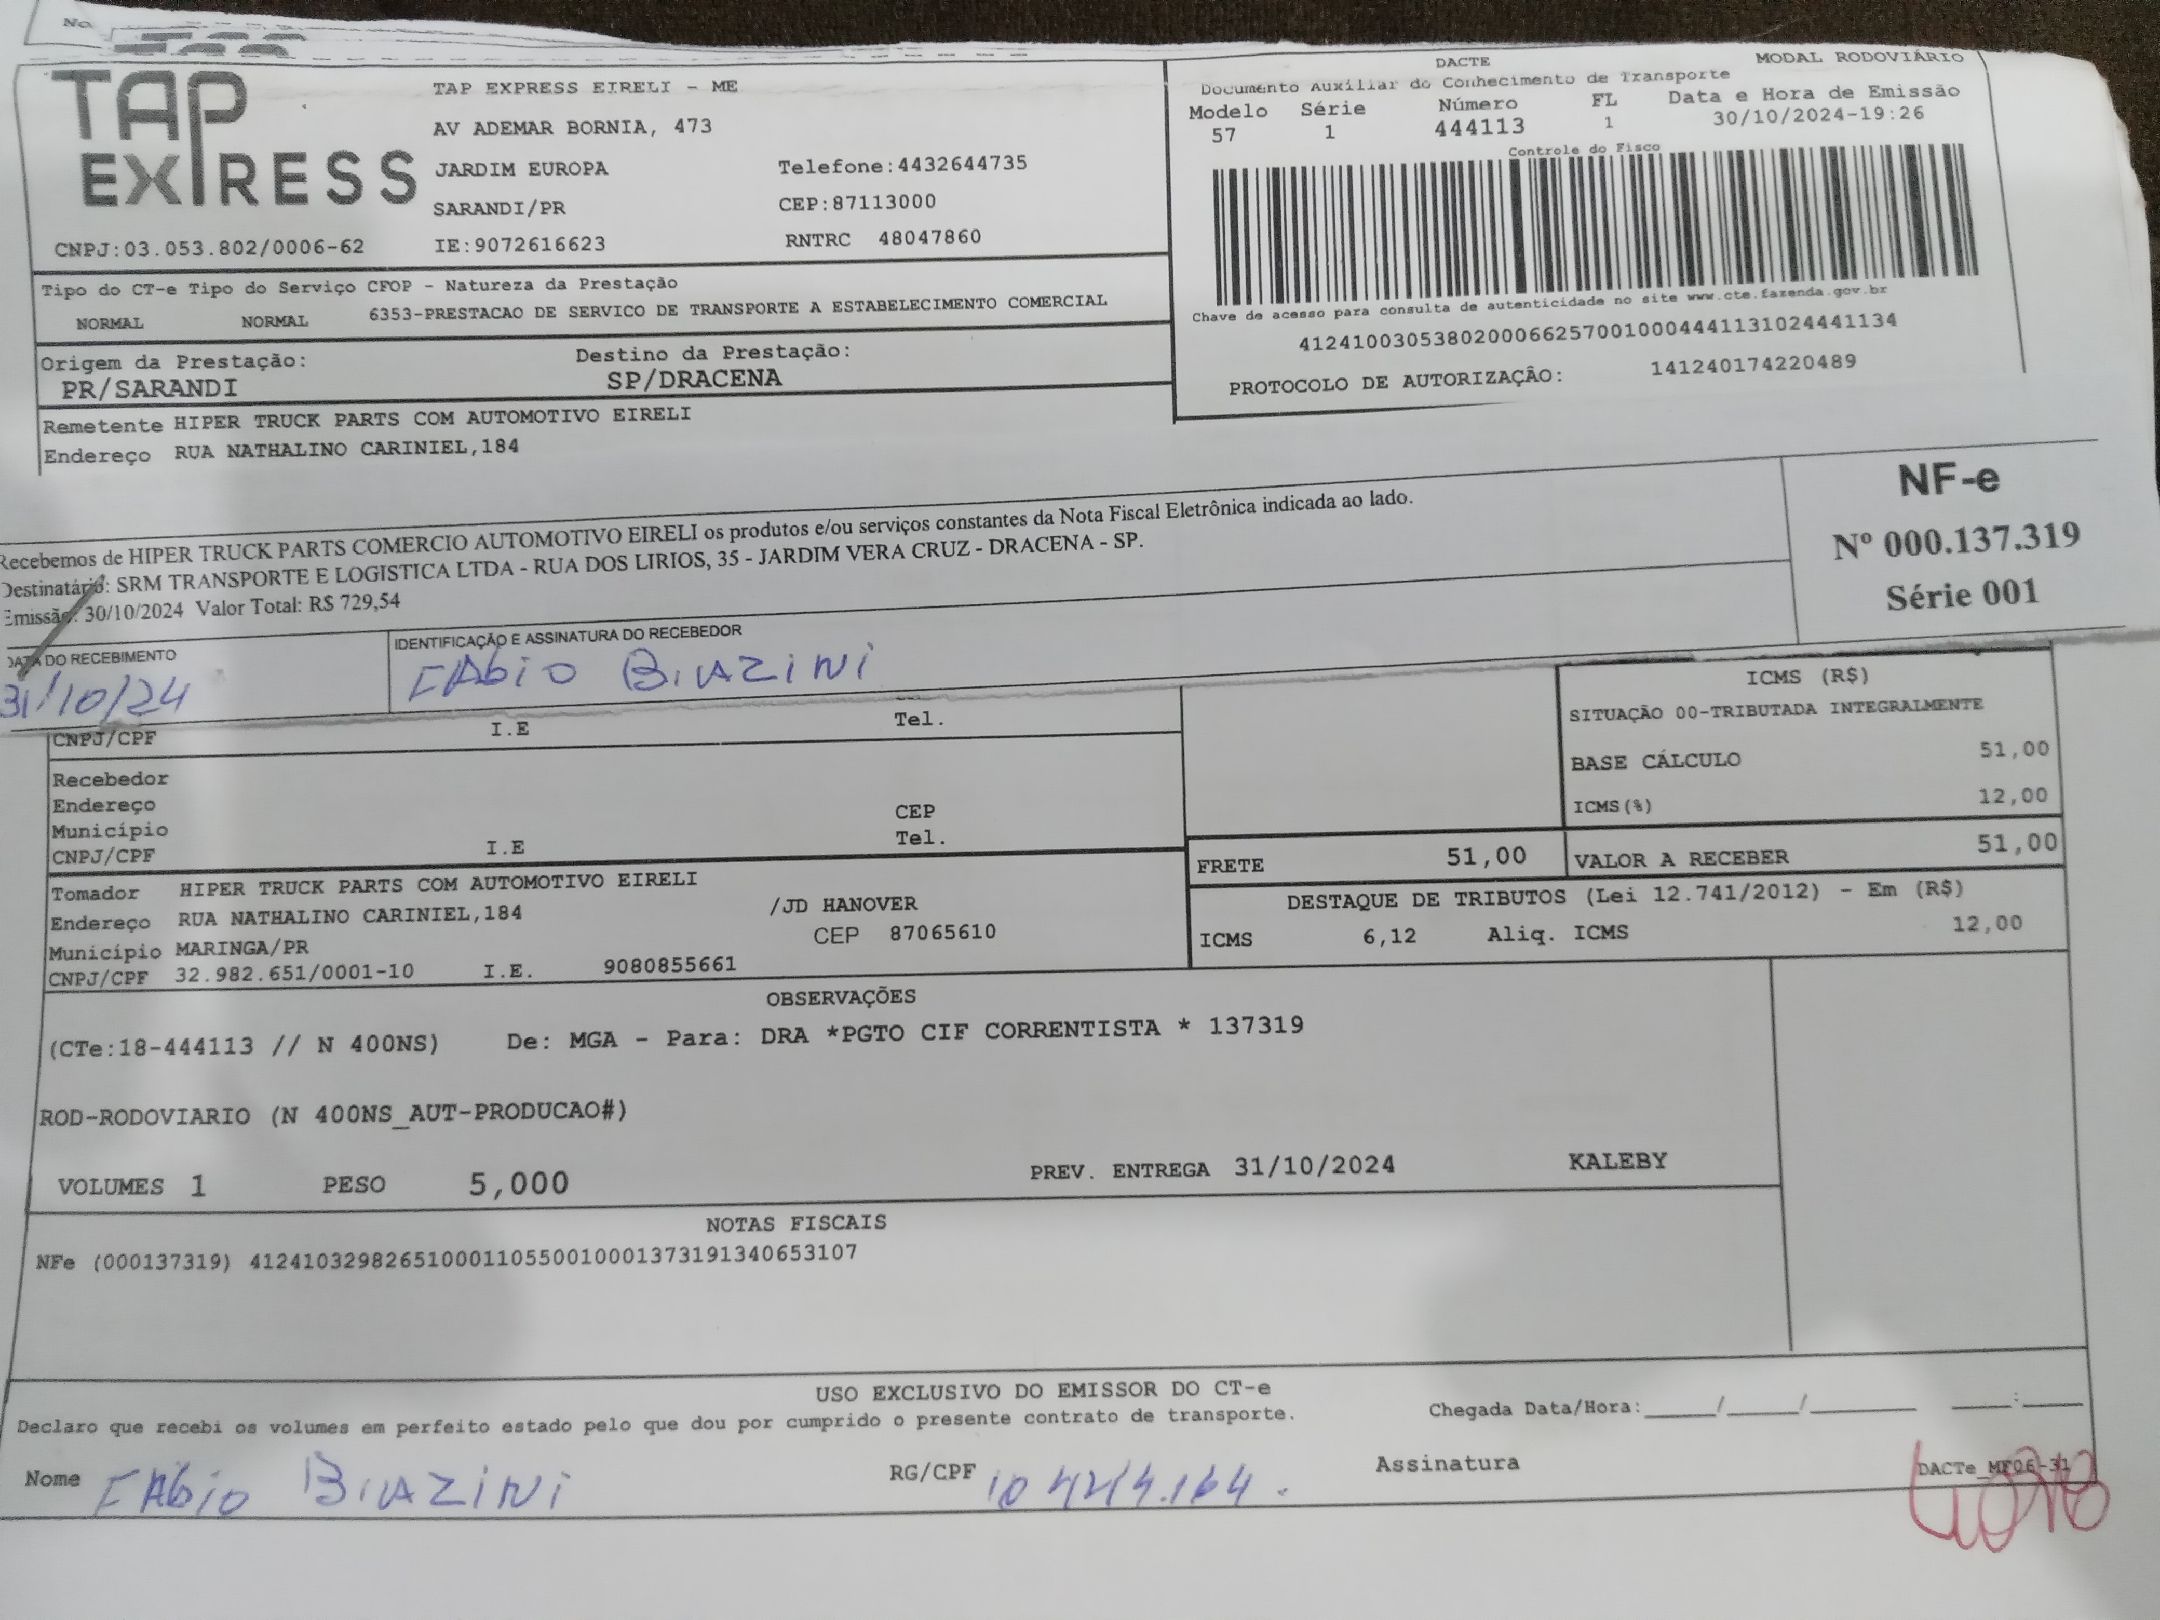 No.
TAP EXPRESS
TAP EXPRESS EIRELI - ME
AV ADEMAR BORNIA, 473
JARDIM EUROPA Telefone:4432644735
SARANDI/PR CEP:87113000
CNPJ:03.053.802/0006-62 IE:9072616623 RNTRC 48047860
DACTE MODAL RODOVIÁRIO
Documento Auxiliar do Conhecimento de Transporte
Modelo Série Número FL Data e Hora de Emissão
57 1 444113 1 30/10/2024-19:26
Controle do Fisco
Chave de acesso para consulta de autenticidade no site www.cte.fazenda.gov.br
41241003053802000662570010004441131024441134
PROTOCOLO DE AUTORIZAÇÃO: 141240174220489
Tipo do CT-e Tipo do Serviço CFOP - Natureza da Prestação
NORMAL NORMAL 6353-PRESTACAO DE SERVICO DE TRANSPORTE A ESTABELECIMENTO COMERCIAL
Origem da Prestação: Destino da Prestação:
PR/SARANDI SP/DRACENA
Remetente HIPER TRUCK PARTS COM AUTOMOTIVO EIRELI
Endereço RUA NATHALINO CARINIEL,184
Recebemos de HIPER TRUCK PARTS COMERCIO AUTOMOTIVO EIRELI os produtos e/ou serviços constantes da Nota Fiscal Eletrônica indicada ao lado.
Destinatário: SRM TRANSPORTE E LOGISTICA LTDA - RUA DOS LIRIOS, 35 - JARDIM VERA CRUZ - DRACENA - SP.
Emissão: 30/10/2024 Valor Total: R$ 729,54
NF-e
Nº 000.137.319
Série 001
DATA DO RECEBIMENTO IDENTIFICAÇÃO E ASSINATURA DO RECEBEDOR
31/10/24 FÁBIO BIAZINI
CNPJ/CPF I.E Tel.
Recebedor
Endereço CEP
Município Tel.
CNPJ/CPF I.E
ICMS (R$)
SITUAÇÃO 00-TRIBUTADA INTEGRALMENTE
BASE CÁLCULO 51,00
ICMS(%) 12,00
FRETE 51,00 VALOR A RECEBER 51,00
DESTAQUE DE TRIBUTOS (Lei 12.741/2012) - Em (R$)
ICMS 6,12 Aliq. ICMS 12,00
Tomador HIPER TRUCK PARTS COM AUTOMOTIVO EIRELI
Endereço RUA NATHALINO CARINIEL,184 /JD HANOVER
Município MARINGA/PR CEP 87065610
CNPJ/CPF 32.982.651/0001-10 I.E. 9080855661
OBSERVAÇÕES
(CTe:18-444113 // N 400NS) De: MGA - Para: DRA *PGTO CIF CORRENTISTA * 137319
ROD-RODOVIARIO (N 400NS_AUT-PRODUCAO#)
VOLUMES 1 PESO 5,000 PREV. ENTREGA 31/10/2024 KALEBY
NOTAS FISCAIS
NFe (000137319) 41241032982651000110550010001373191340653107
USO EXCLUSIVO DO EMISSOR DO CT-e
Declaro que recebi os volumes em perfeito estado pelo que dou por cumprido o presente contrato de transporte. Chegada Data/Hora:_____/_____/_______ ____:____
Nome FÁBIO BIAZINI RG/CPF Assinatura
DACTe_MF06-31